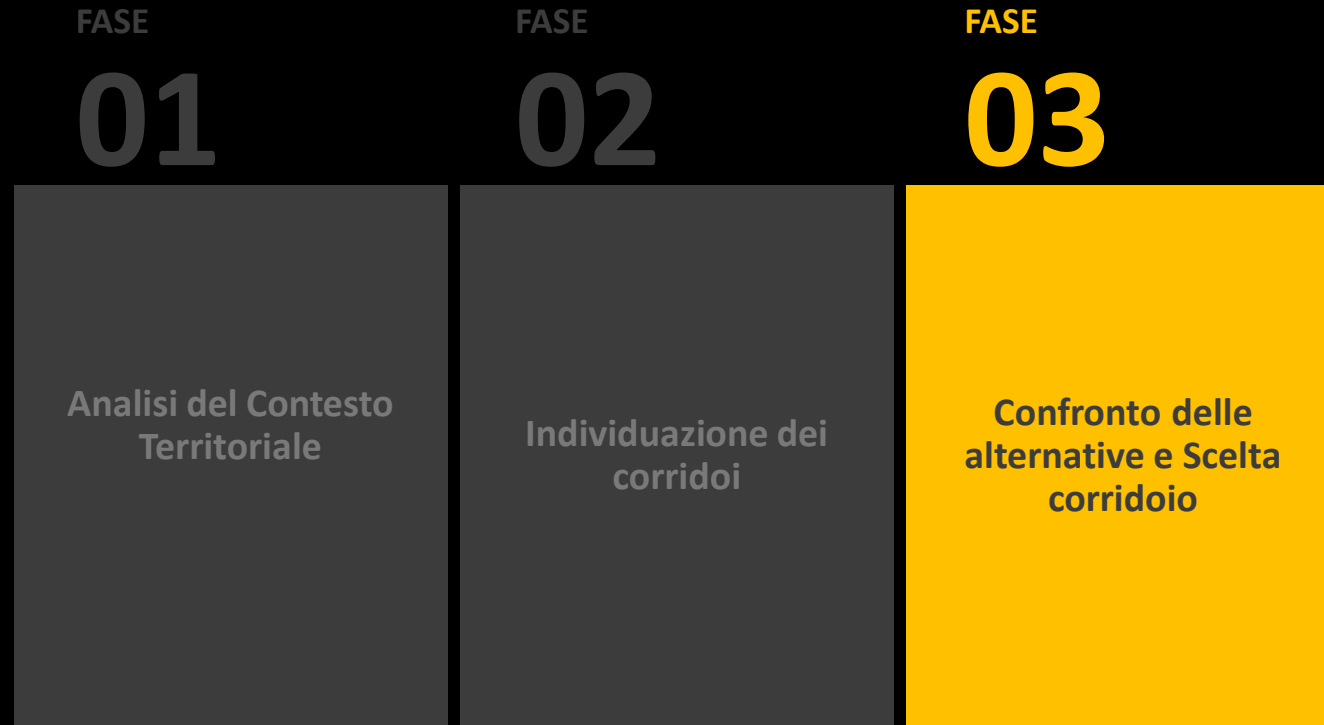 FASE
01
Analisi del Contesto
Territoriale
FASE
02
Individuazione dei
corridoi
FASE
03
Confronto delle
alternative e Scelta
corridoio